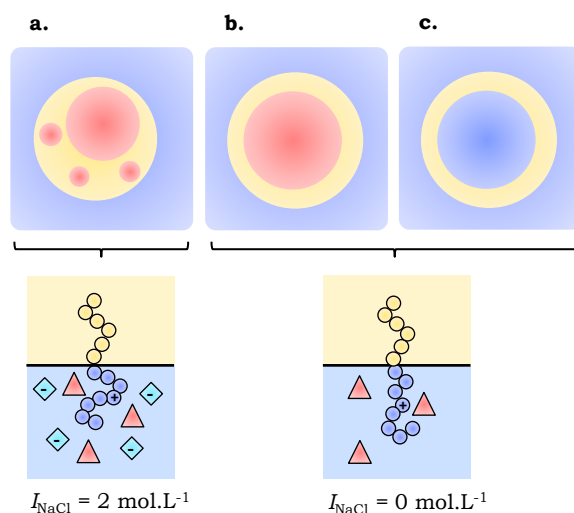 a. b. c.
- - - -
+ +
I_NaCl = 2 mol.L⁻¹ I_NaCl = 0 mol.L⁻¹